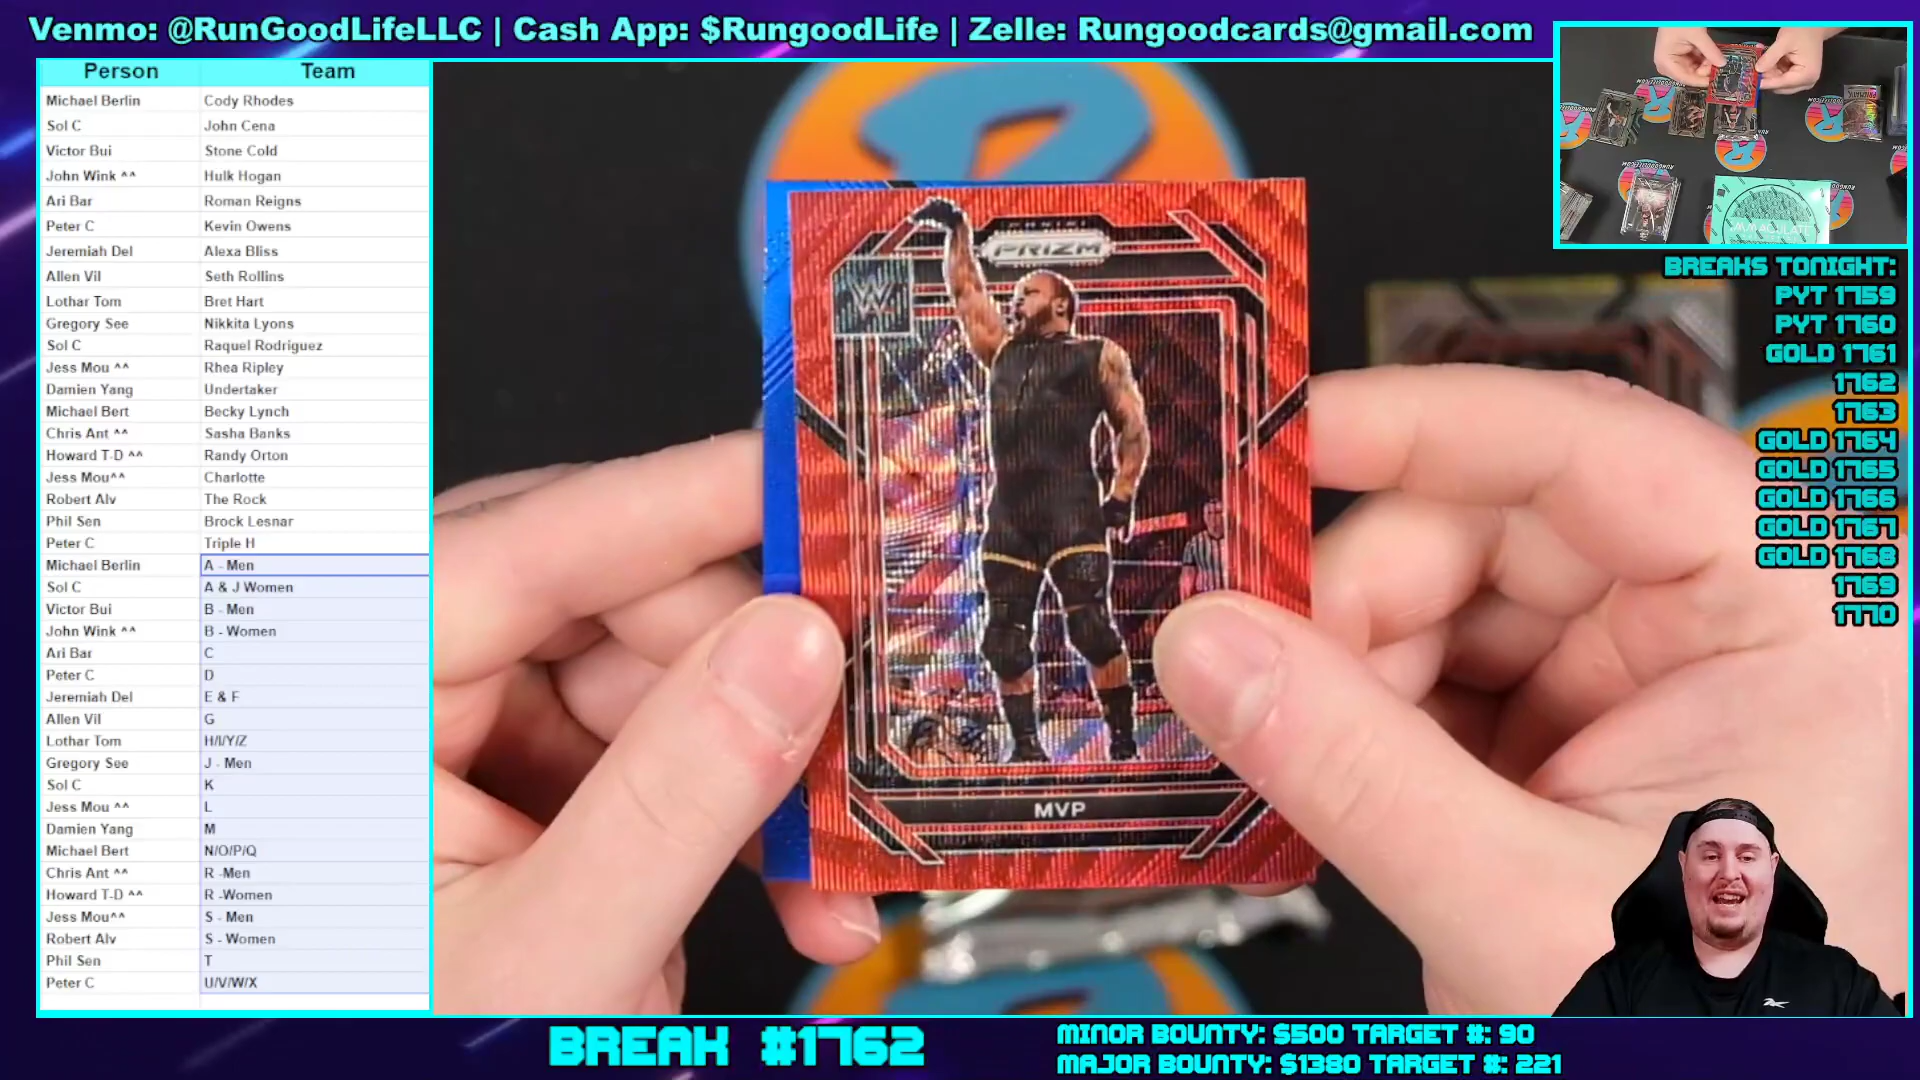 Venmo: @RunGoodLifeLLC | Cash App: $RungoodLife | Zelle: Rungoodcards@gmail.com
Person Team
Michael Berlin Cody Rhodes
Sol C John Cena
Victor Bui Stone Cold
John Wink ^^ Hulk Hogan
Ari Bar Roman Reigns
Peter C Kevin Owens
Jeremiah Del Alexa Bliss
Allen Vil Seth Rollins
Lothar Tom Bret Hart
Gregory See Nikkita Lyons
Sol C Raquel Rodriguez
Jess Mou ^^ Rhea Ripley
Damien Yang Undertaker
Michael Bert Becky Lynch
Chris Ant ^^ Sasha Banks
Howard T-D ^^ Randy Orton
Jess Mou^^ Charlotte
Robert Alv The Rock
Phil Sen Brock Lesnar
Peter C Triple H
Michael Berlin A - Men
Sol C A & J Women
Victor Bui B - Men
John Wink ^^ B - Women
Ari Bar C
Peter C D
Jeremiah Del E & F
Allen Vil G
Lothar Tom H/I/Y/Z
Gregory See J - Men
Sol C K
Jess Mou ^^ L
Damien Yang M
Michael Bert N/O/P/Q
Chris Ant ^^ R -Men
Howard T-D ^^ R -Women
Jess Mou^^ S - Men
Robert Alv S - Women
Phil Sen T
Peter C U/V/W/X
PANINI
PRIZM
W
MVP
IMMACULATE
BREAKS TONIGHT:
PYT 1759
PYT 1760
GOLD 1761
1762
1763
GOLD 1764
GOLD 1765
GOLD 1766
GOLD 1767
GOLD 1768
1769
1770
BREAK #1762
MINOR BOUNTY: $500 TARGET #: 90
MAJOR BOUNTY: $1380 TARGET #: 221